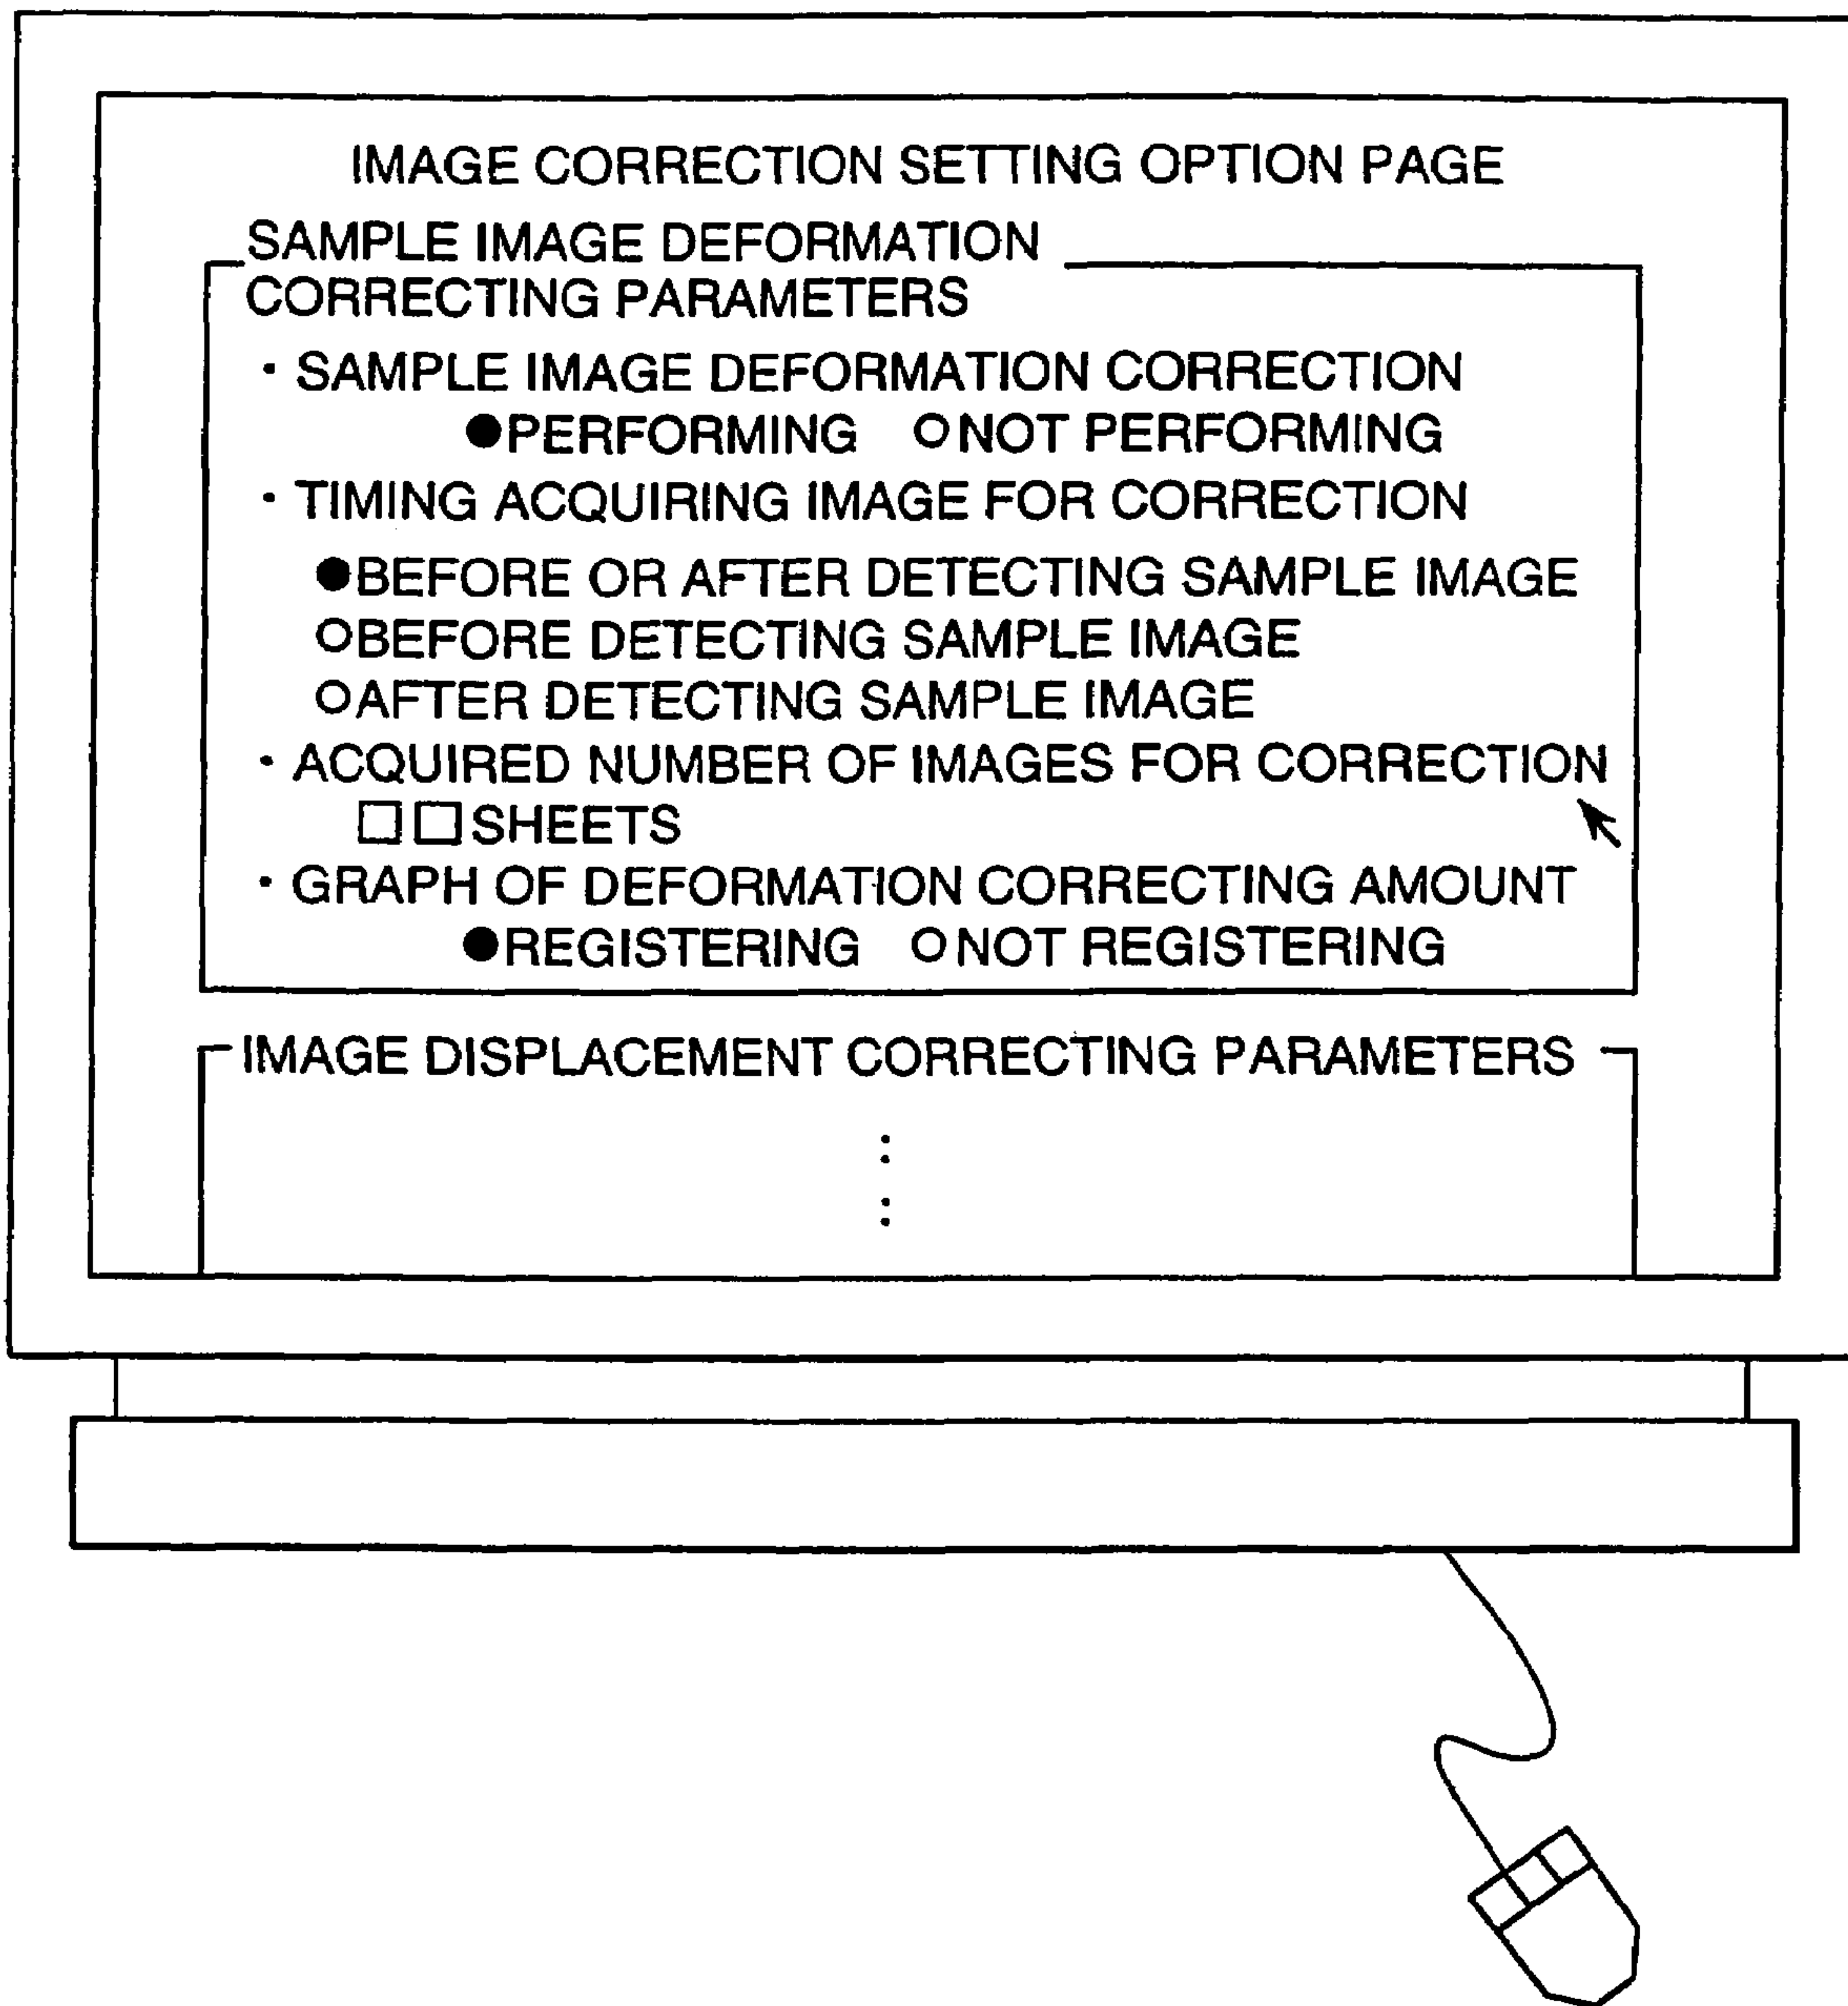 IMAGE CORRECTION SETTING OPTION PAGE
SAMPLE IMAGE DEFORMATION
CORRECTING PARAMETERS
・SAMPLE IMAGE DEFORMATION CORRECTION
●PERFORMING ○NOT PERFORMING
・TIMING ACQUIRING IMAGE FOR CORRECTION
●BEFORE OR AFTER DETECTING SAMPLE IMAGE
○BEFORE DETECTING SAMPLE IMAGE
○AFTER DETECTING SAMPLE IMAGE
・ACQUIRED NUMBER OF IMAGES FOR CORRECTION
□□SHEETS
・GRAPH OF DEFORMATION CORRECTING AMOUNT
●REGISTERING ○NOT REGISTERING
IMAGE DISPLACEMENT CORRECTING PARAMETERS